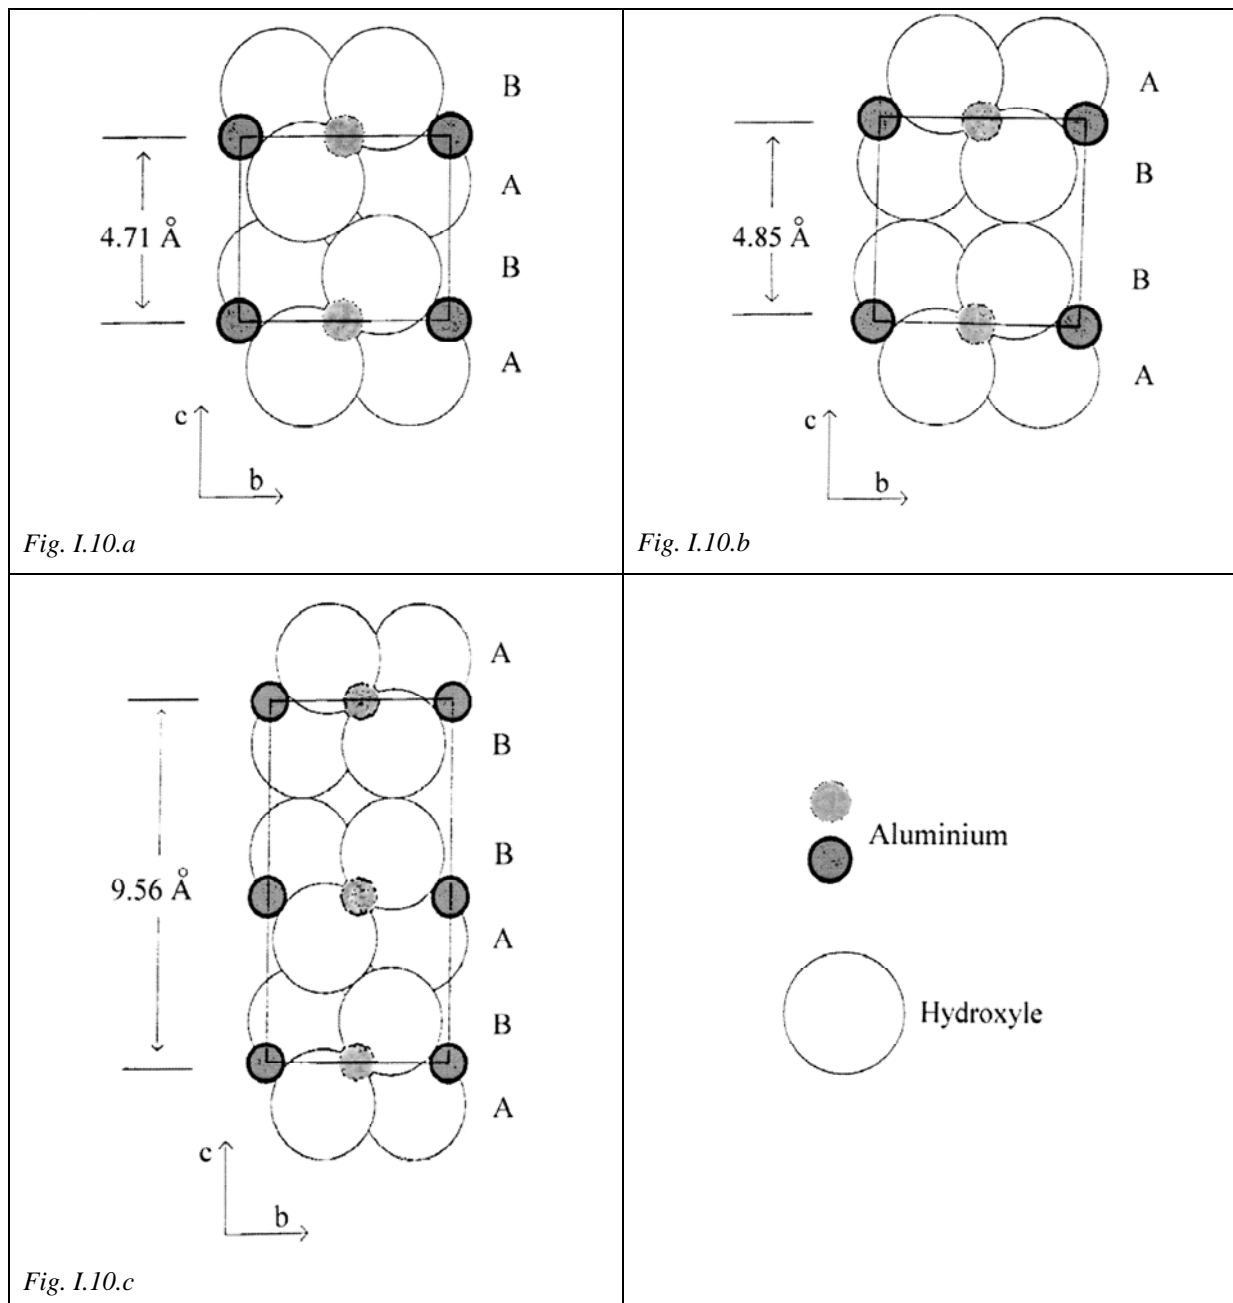 B
A
4.71 Å
B
A
c
b
Fig. I.10.a
A
B
4.85 Å
B
A
c
b
Fig. I.10.b
A
B
B
9.56 Å
A
B
A
c
b
Fig. I.10.c
Aluminium
Hydroxyle